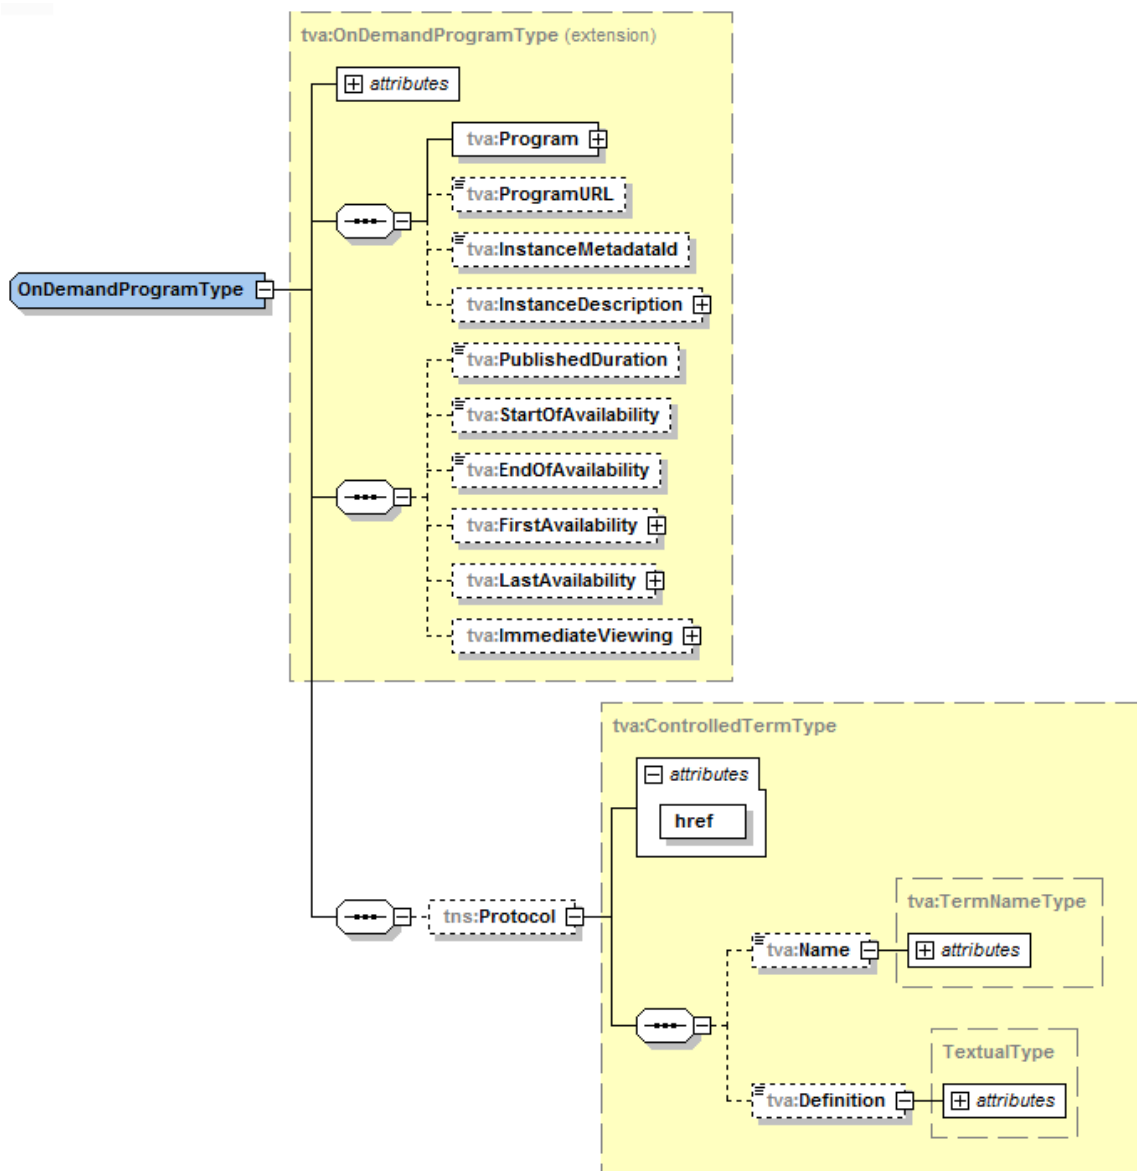 tva:OnDemandProgramType (extension)
attributes
tva:Program
tva:ProgramURL
tva:InstanceMetadataId
OnDemandProgramType
tva:InstanceDescription
tva:PublishedDuration
tva:StartOfAvailability
tva:EndOfAvailability
tva:FirstAvailability
tva:LastAvailability
tva:ImmediateViewing
tva:ControlledTermType
attributes
href
tns:Protocol
tva:TermNameType
tva:Name
attributes
TextualType
tva:Definition
attributes